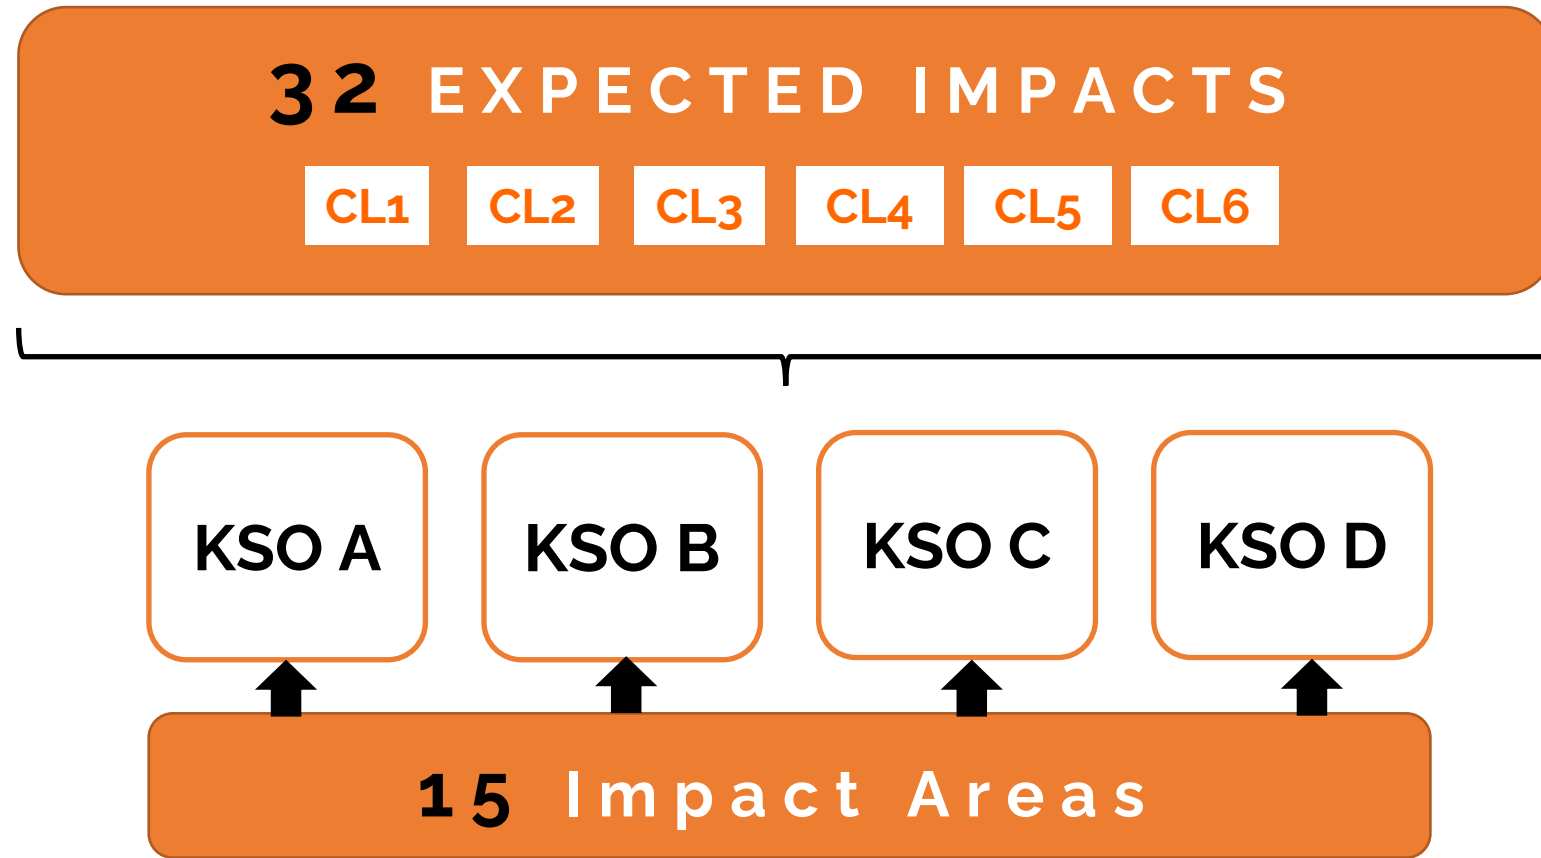 32 EXPECTED IMPACTS
CL1 CL2 CL3 CL4 CL5 CL6
KSO A KSO B KSO C KSO D
15 Impact Areas